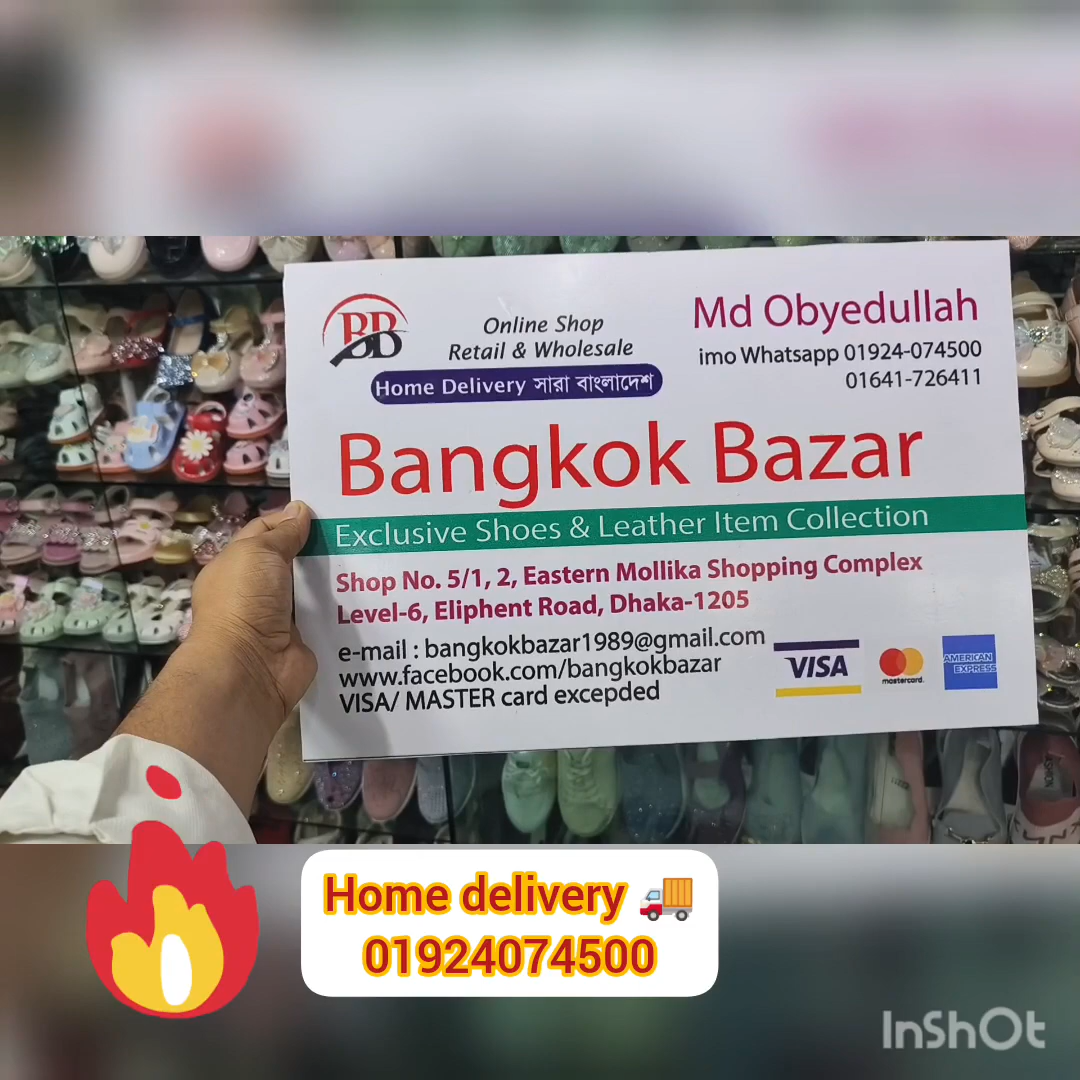 BB
Online Shop
Retail & Wholesale
Home Delivery সারা বাংলাদেশ
Md Obyedullah
imo Whatsapp 01924-074500
01641-726411
Bangkok Bazar
Exclusive Shoes & Leather Item Collection
Shop No. 5/1, 2, Eastern Mollika Shopping Complex
Level-6, Eliphent Road, Dhaka-1205
e-mail : bangkokbazar1989@gmail.com
www.facebook.com/bangkokbazar
VISA/ MASTER card excepded
VISA
mastercard.
AMERICAN
EXPRESS
Home delivery
01924074500
InShOt